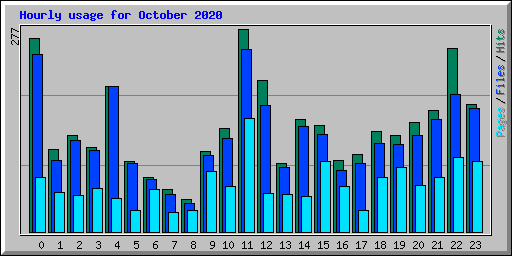 Hourly usage for October 2020
277
Pages/Files/Hits
0 1 2 3 4 5 6 7 8 9 10 11 12 13 14 15 16 17 18 19 20 21 22 23